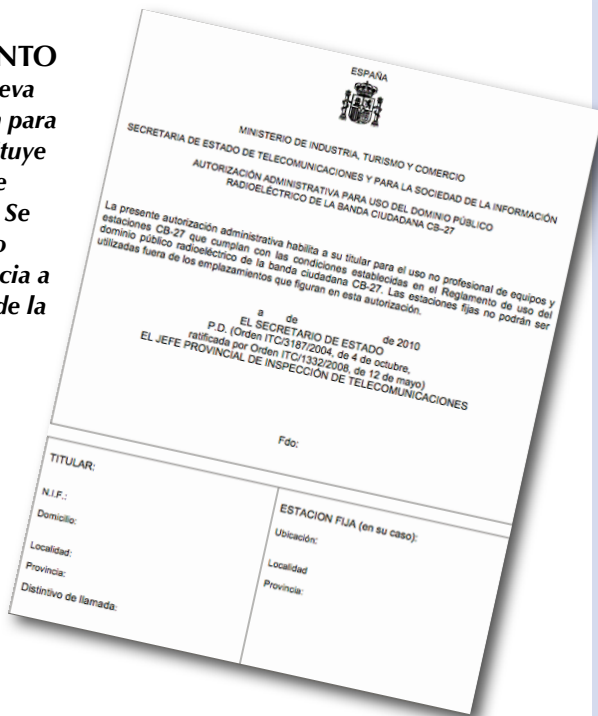 NTO
eva
n para
tuye
e
Se
o
cia a
de la
ESPAÑA
MINISTERIO DE INDUSTRIA, TURISMO Y COMERCIO
SECRETARIA DE ESTADO DE TELECOMUNICACIONES Y PARA LA SOCIEDAD DE LA INFORMACIÓN
AUTORIZACIÓN ADMINISTRATIVA PARA USO DEL DOMINIO PÚBLICO
RADIOELÉCTRICO DE LA BANDA CIUDADANA CB–27
La presente autorización administrativa habilita a su titular para el uso no profesional de equipos y
estaciones CB-27 que cumplan con las condiciones establecidas en el Reglamento de uso del
dominio público radioeléctrico de la banda ciudadana CB-27. Las estaciones fijas no podrán ser
utilizadas fuera de los emplazamientos que figuran en esta autorización.
a de de 2010
EL SECRETARIO DE ESTADO
P.D. (Orden ITC/3187/2004, de 4 de octubre,
ratificada por Orden ITC/1332/2008, de 12 de mayo)
EL JEFE PROVINCIAL DE INSPECCIÓN DE TELECOMUNICACIONES
Fdo:
TITULAR:
N.I.F.:
Domicilio:
Localidad:
Provincia:
Distintivo de llamada:
ESTACION FIJA (en su caso):
Ubicación:
Localidad
Provincia: